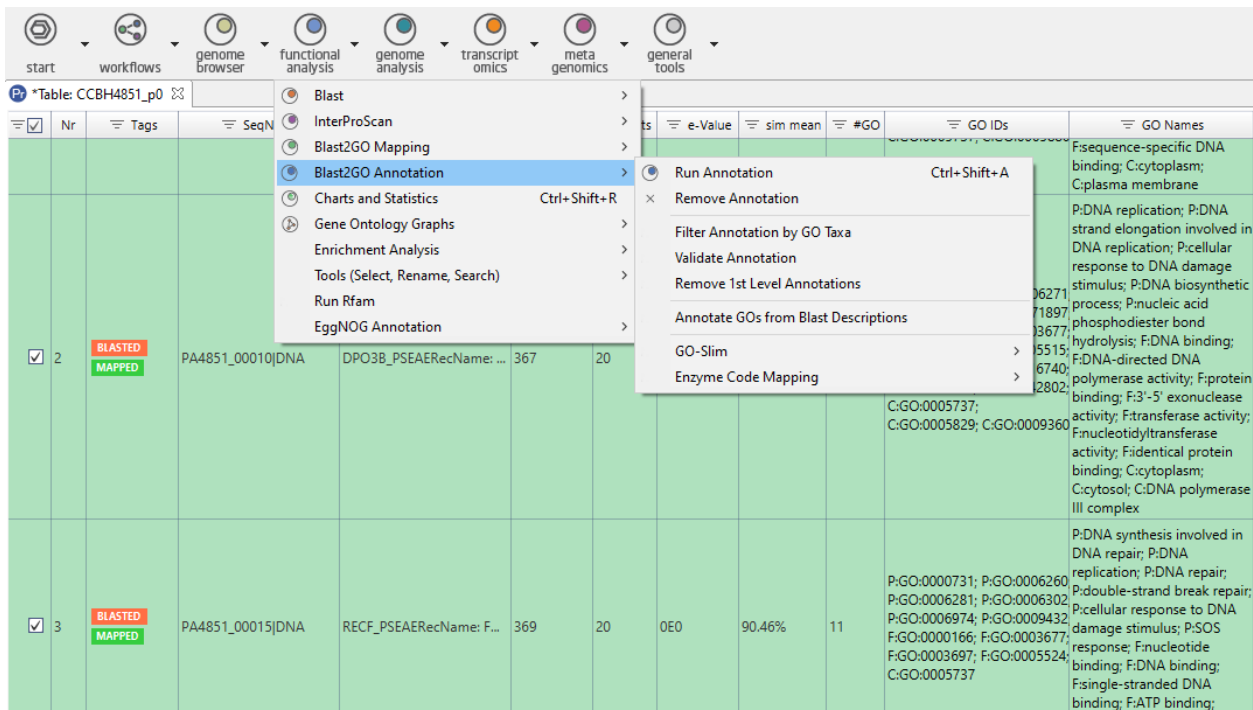 start
workflows
genome browser
functional analysis
genome analysis
transcript omics
meta genomics
general tools
*Table: CCBH4851_p0
Nr
Tags
SeqN
ts
e-Value
sim mean
#GO
GO IDs
GO Names
Blast
InterProScan
Blast2GO Mapping
Blast2GO Annotation
Charts and Statistics Ctrl+Shift+R
Gene Ontology Graphs
Enrichment Analysis
Tools (Select, Rename, Search)
Run Rfam
EggNOG Annotation
Run Annotation Ctrl+Shift+A
Remove Annotation
Filter Annotation by GO Taxa
Validate Annotation
Remove 1st Level Annotations
Annotate GOs from Blast Descriptions
GO-Slim
Enzyme Code Mapping
F:sequence-specific DNA
binding; C:cytoplasm;
C:plasma membrane
2
BLASTED
MAPPED
PA4851_00010|DNA
DPO3B_PSEAERecName: ...
367
20
06271
71897
03677;
05515;
6740;
42802;
C:GO:0005737;
C:GO:0005829; C:GO:0009360
P:DNA replication; P:DNA
strand elongation involved in
DNA replication; P:cellular
response to DNA damage
stimulus; P:DNA biosynthetic
process; P:nucleic acid
phosphodiester bond
hydrolysis; F:DNA binding;
F:DNA-directed DNA
polymerase activity; F:protein
binding; F:3'-5' exonuclease
activity; F:transferase activity;
F:nucleotidyltransferase
activity; F:identical protein
binding; C:cytoplasm;
C:cytosol; C:DNA polymerase
III complex
3
BLASTED
MAPPED
PA4851_00015|DNA
RECF_PSEAERecName: F...
369
20
0E0
90.46%
11
P:GO:0000731; P:GO:0006260
P:GO:0006281; P:GO:0006302
P:GO:0006974; P:GO:0009432
F:GO:0000166; F:GO:0003677;
F:GO:0003697; F:GO:0005524;
C:GO:0005737
P:DNA synthesis involved in
DNA repair; P:DNA
replication; P:DNA repair;
P:double-strand break repair;
P:cellular response to DNA
damage stimulus; P:SOS
response; F:nucleotide
binding; F:DNA binding;
F:single-stranded DNA
binding; F:ATP binding;